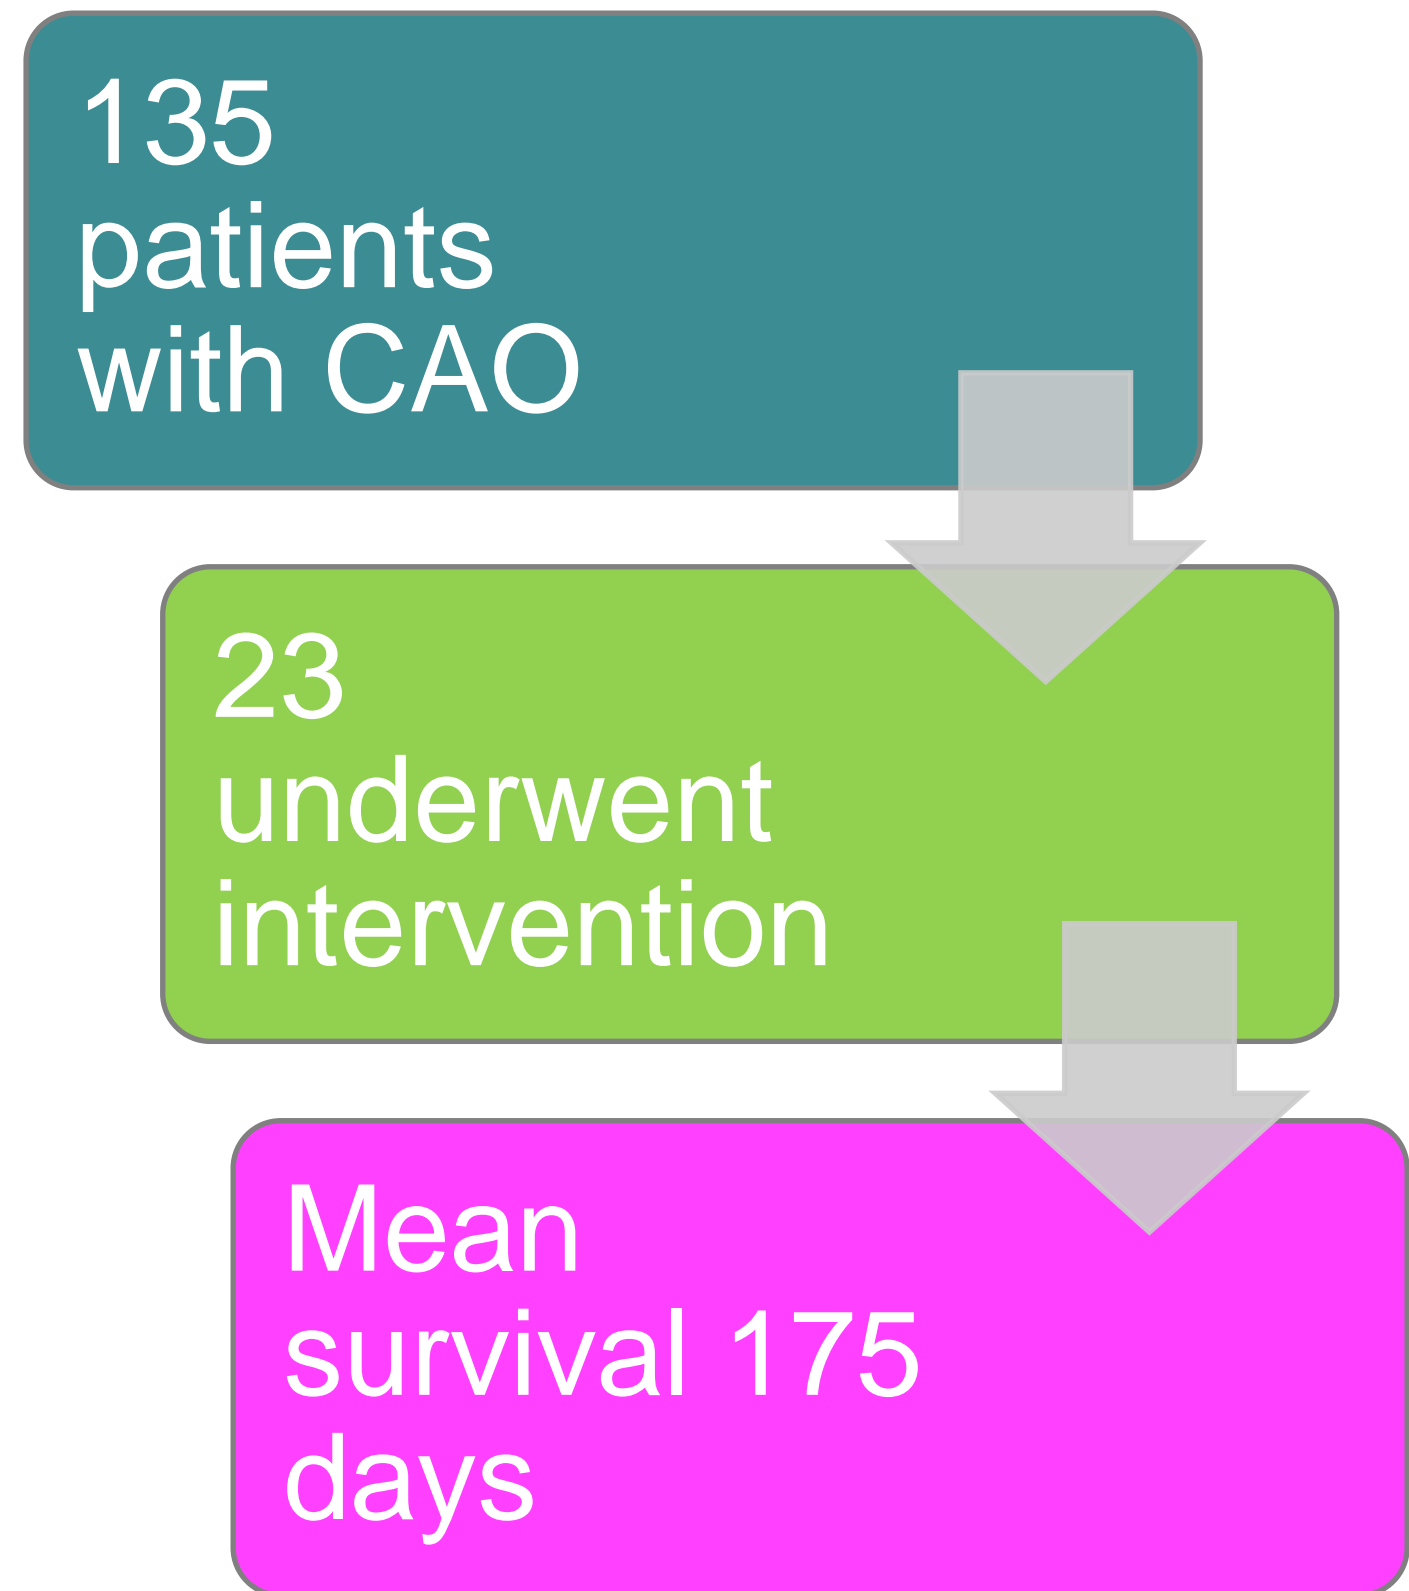 135
patients
with CAO
23
underwent
intervention
Mean
survival 175
days